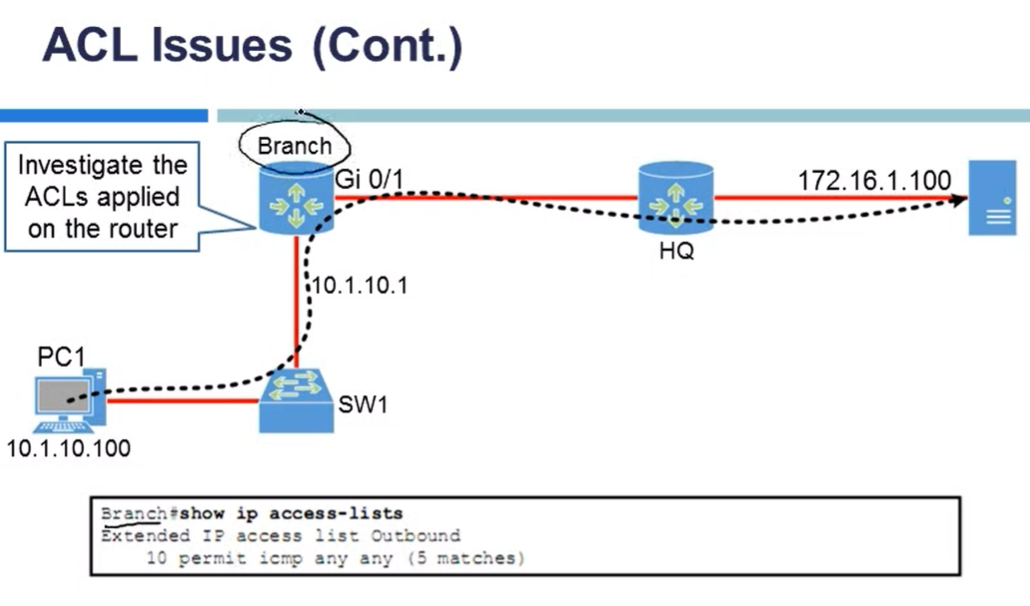 ACL Issues (Cont.)
Branch
Investigate the
ACLs applied
on the router
Gi 0/1
172.16.1.100
HQ
10.1.10.1
PC1
SW1
10.1.10.100
Branch#show ip access-lists
Extended IP access list Outbound
10 permit icmp any any (5 matches)